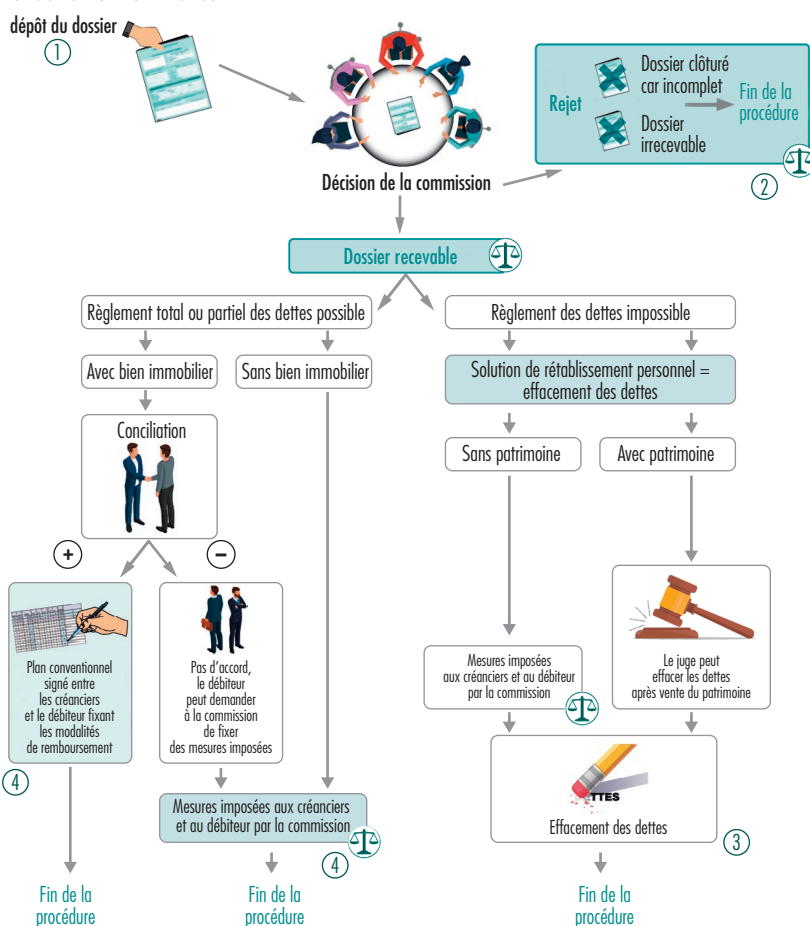 dépôt du dossier
1
Décision de la commission
Rejet
Dossier clôturé
car incomplet
Dossier
irrecevable
Fin de la
procédure
2
Dossier recevable
Règlement total ou partiel des dettes possible
Règlement des dettes impossible
Avec bien immobilier
Sans bien immobilier
Solution de rétablissement personnel =
effacement des dettes
Conciliation
Sans patrimoine
Avec patrimoine
+
−
Plan conventionnel
signé entre
les créanciers
et le débiteur fixant
les modalités
de remboursement
4
Pas d'accord,
le débiteur
peut demander
à la commission
de fixer
des mesures imposées
Mesures imposées
aux créanciers et au débiteur
par la commission
Le juge peut
effacer les dettes
après vente du patrimoine
Mesures imposées aux créanciers
et au débiteur par la commission
4
TTES
Effacement des dettes
3
Fin de la
procédure
Fin de la
procédure
Fin de la
procédure